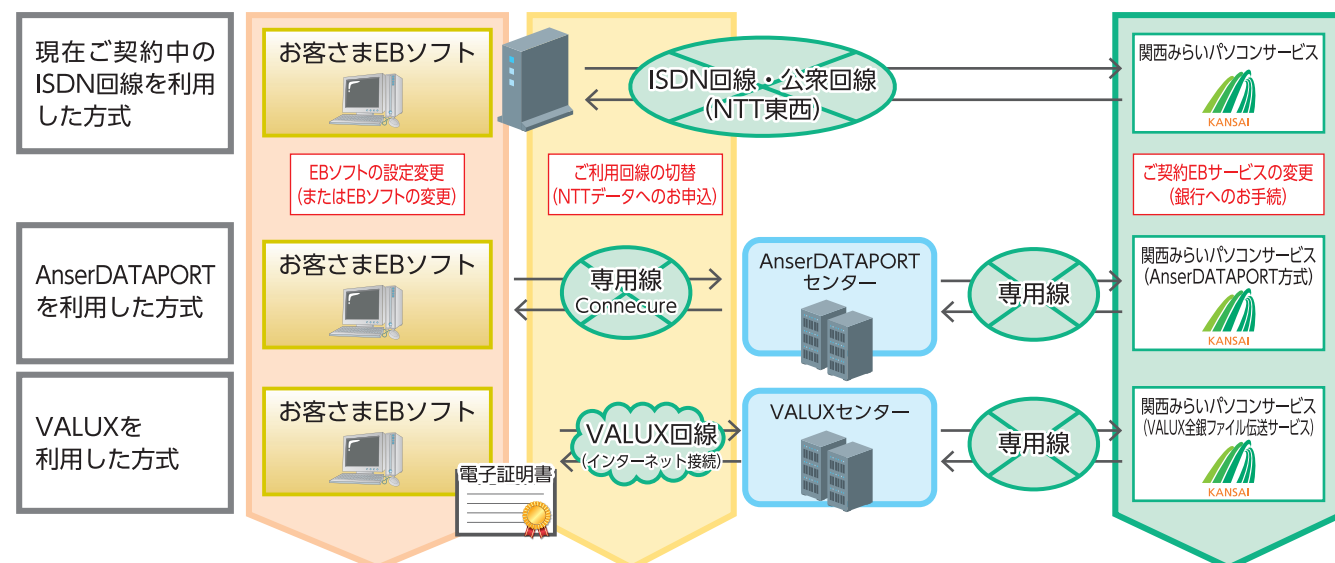 現在ご契約中の
ISDN回線を利用
した方式
お客さまEBソフト
ISDN回線・公衆回線
(NTT東西)
関西みらいパソコンサービス
KANSAI
EBソフトの設定変更
(またはEBソフトの変更)
ご利用回線の切替
(NTTデータへのお申込)
ご契約EBサービスの変更
(銀行へのお手続)
AnserDATAPORT
を利用した方式
お客さまEBソフト
専用線
Connecure
AnserDATAPORT
センター
専用線
関西みらいパソコンサービス
(AnserDATAPORT方式)
KANSAI
VALUXを
利用した方式
お客さまEBソフト
電子証明書
VALUX回線
(インターネット接続)
VALUXセンター
専用線
関西みらいパソコンサービス
(VALUX全銀ファイル伝送サービス)
KANSAI